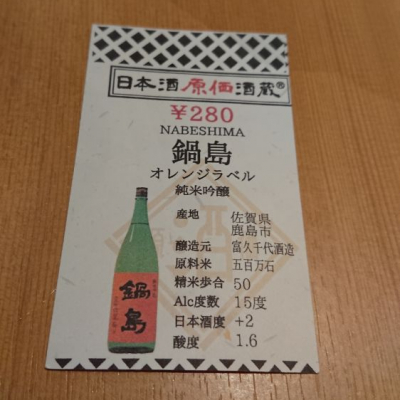 日本酒原価酒蔵®
¥280
NABESHIMA
鍋島
オレンジラベル
純米吟醸
産地 佐賀県
鹿島市
醸造元 富久千代酒造
原料米 五百万石
精米歩合 50
Alc度数 15度
日本酒度 +2
酸度 1.6
鍋島